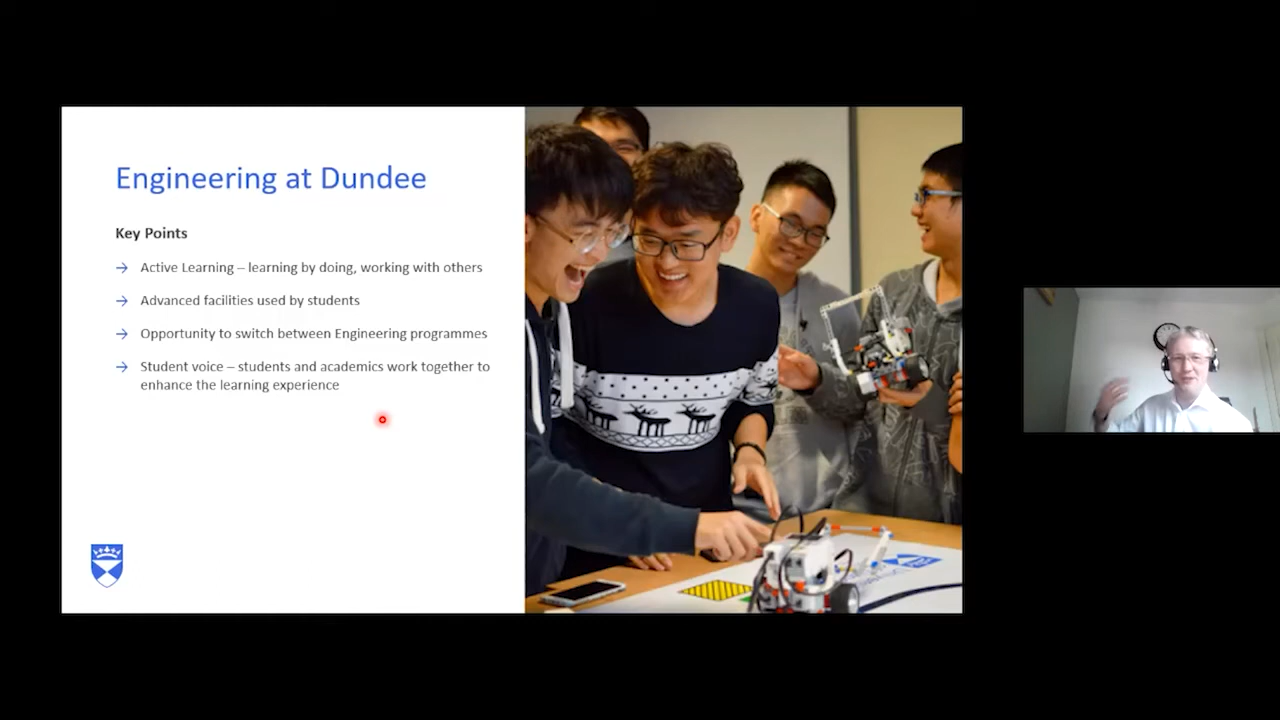 Engineering at Dundee
Key Points
→ Active Learning – learning by doing, working with others
→ Advanced facilities used by students
→ Opportunity to switch between Engineering programmes
→ Student voice – students and academics work together to
enhance the learning experience